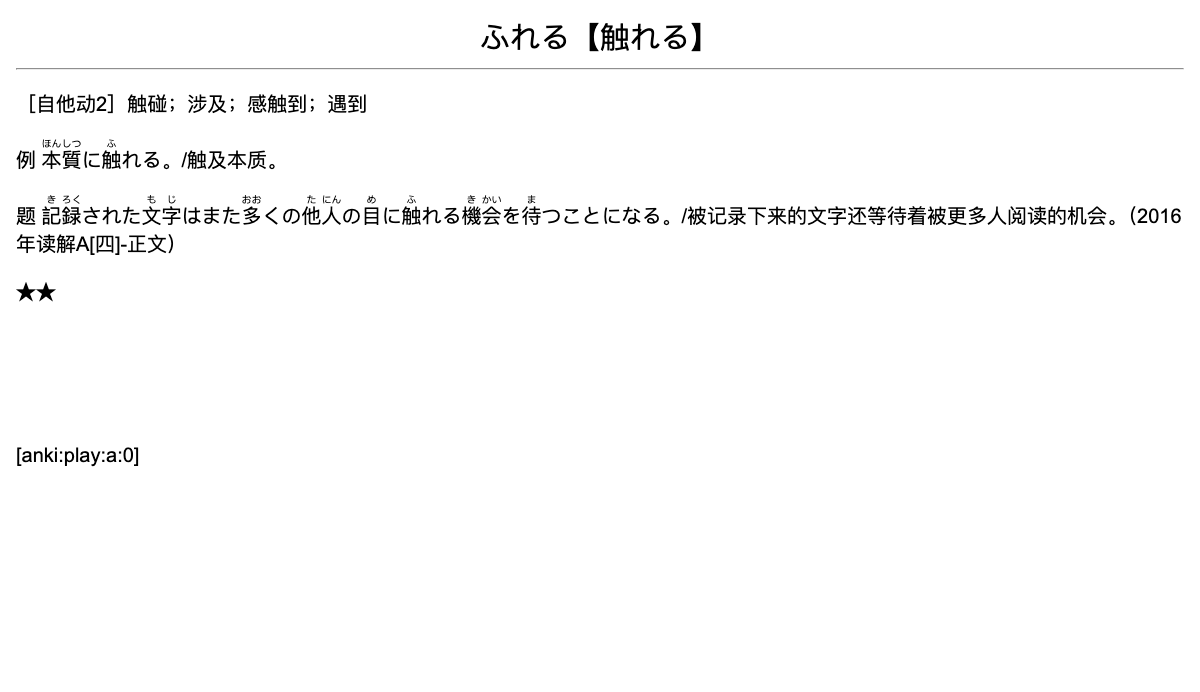 ふれる【触れる】
［自他动2］触碰；涉及；感触到；遇到
ほんしつ ふ
例 本質に触れる。/触及本质。
き ろく も じ おお た にん め ふ き かい ま
题 記録された文字はまた多くの他人の目に触れる機会を待つことになる。/被记录下来的文字还等待着被更多人阅读的机会。（2016
年读解A[四]-正文）
★★
[anki:play:a:0]